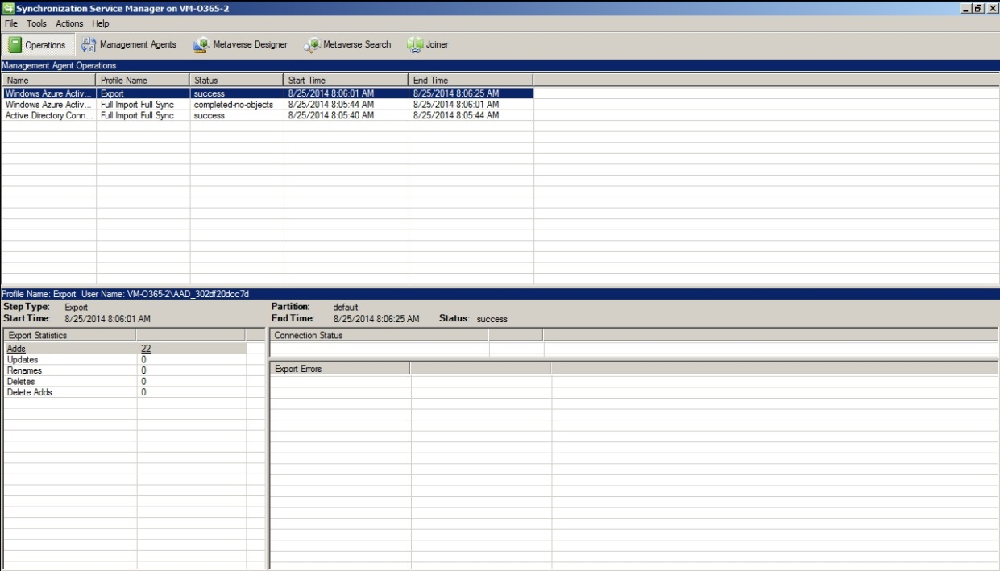 Synchronization Service Manager on VM-O365-2
File Tools Actions Help
Operations Management Agents Metaverse Designer Metaverse Search Joiner
Management Agent Operations
Name Profile Name Status Start Time End Time
Windows Azure Activ... Export success 8/25/2014 8:06:01 AM 8/25/2014 8:06:25 AM
Windows Azure Activ... Full Import Full Sync completed-no-objects 8/25/2014 8:05:44 AM 8/25/2014 8:06:01 AM
Active Directory Conn... Full Import Full Sync success 8/25/2014 8:05:40 AM 8/25/2014 8:05:44 AM
Profile Name: Export User Name: VM-O365-2\AAD_302df20dcc7d
Step Type: Export Partition: default
Start Time: 8/25/2014 8:06:01 AM End Time: 8/25/2014 8:06:25 AM Status: success
Export Statistics Connection Status
Adds 22
Updates 0
Renames 0 Export Errors
Deletes 0
Delete Adds 0